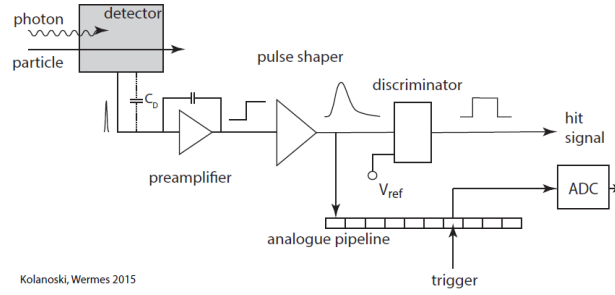 detector
photon
particle
C_D
preamplifier
pulse shaper
discriminator
V_ref
hit
signal
ADC
analogue pipeline
trigger
Kolanoski, Wermes 2015